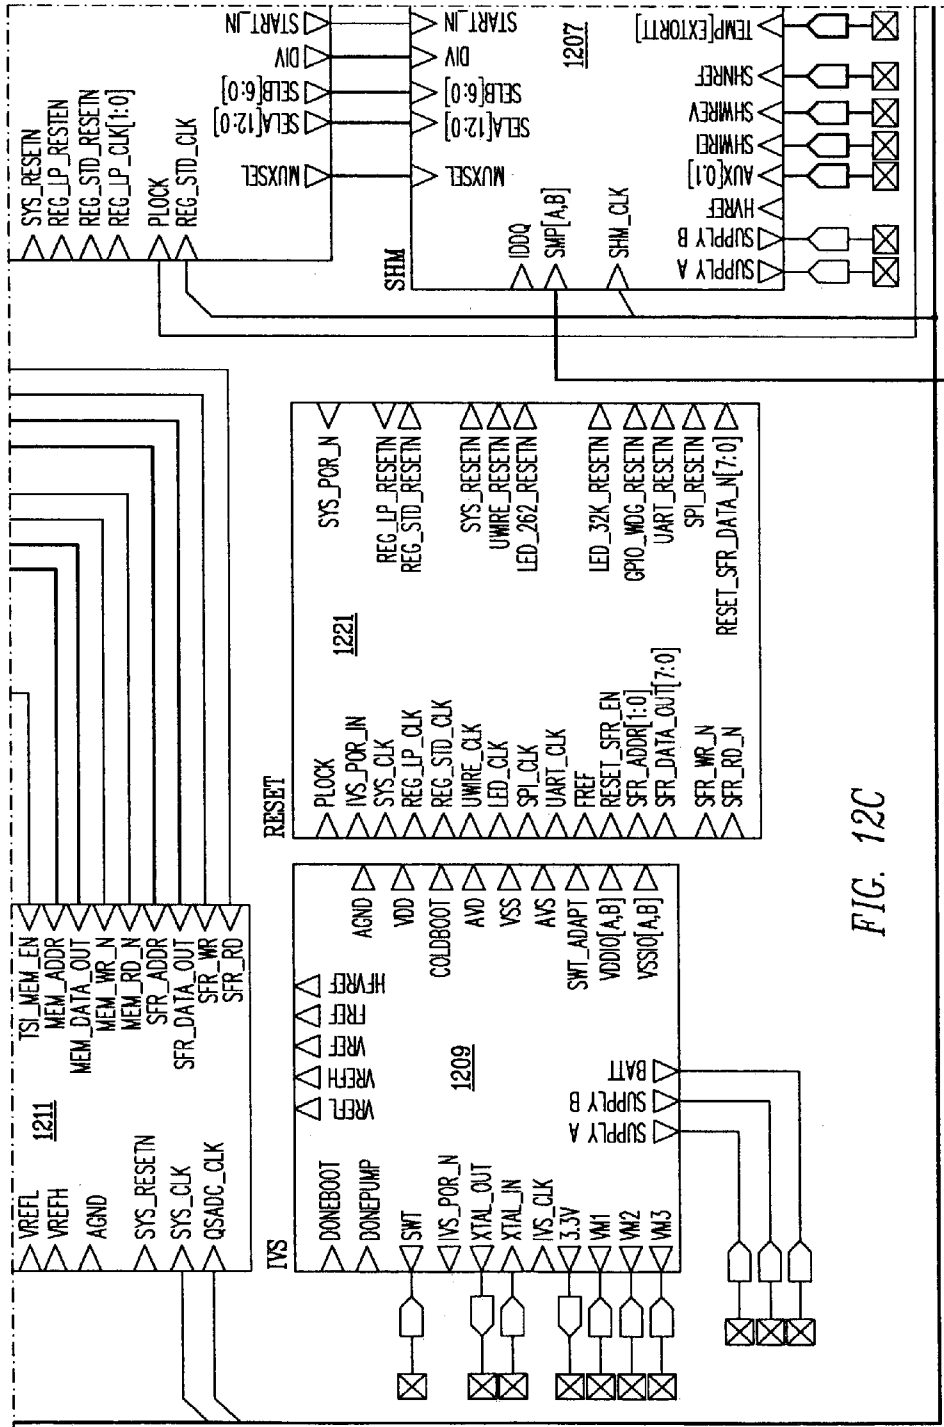 SYS_RESETN
REG_LP_RESTEN
REG_STD_RESETN
REG_LP_CLK[1:0]
PLOCK
REG_STD_CLK
START_IN
DIV
SELB[6:0]
SELA[12:0]
MUXSEL
SHM
START_IN
DIV
SELB[6:0]
SELA[12:0]
MUXSEL
1207
IDDQ
SMP[A,B]
SHM_CLK
TEMP[EXTORTT]
SHNREF
SHWIREV
SHWIREI
AUX[0.1]
HVREF
SUPPLY B
SUPPLY A
TSI_MEM_EN
MEM_ADDR
MEM_DATA_OUT
MEM_WR_N
MEM_RD_N
SFR_ADDR
SFR_DATA_OUT
SFR_WR
SFR_RD
1211
VREFL
VREFH
AGND
SYS_RESETN
SYS_CLK
QSADC_CLK
RESET
1221
PLOCK
IVS_POR_IN
SYS_CLK
REG_LP_CLK
REG_STD_CLK
UWIRE_CLK
LED_CLK
SPI_CLK
UART_CLK
FREF
RESET_SFR_EN
SFR_ADDR[1:0]
SFR_DATA_OUT[7:0]
SFR_WR_N
SFR_RD_N
SYS_POR_N
REG_LP_RESETN
REG_STD_RESETN
SYS_RESETN
UWIRE_RESETN
LED_262_RESETN
LED_32K_RESETN
GPIO_WDG_RESETN
UART_RESETN
SPI_RESETN
RESET_SFR_DATA_N[7:0]
IVS
1209
DONEBOOT
DONEPUMP
SWT
IVS_POR_N
XTAL_OUT
XTAL_IN
IVS_CLK
3.3V
VM1
VM2
VM3
VREFL
VREFH
VREF
FREF
HFVREF
AGND
VDD
COLDBOOT
AVD
VSS
AVS
SWT_ADAPT
VDDIO[A,B]
VSSIO[A,B]
SUPPLY A
SUPPLY B
BATT
FIG. 12C